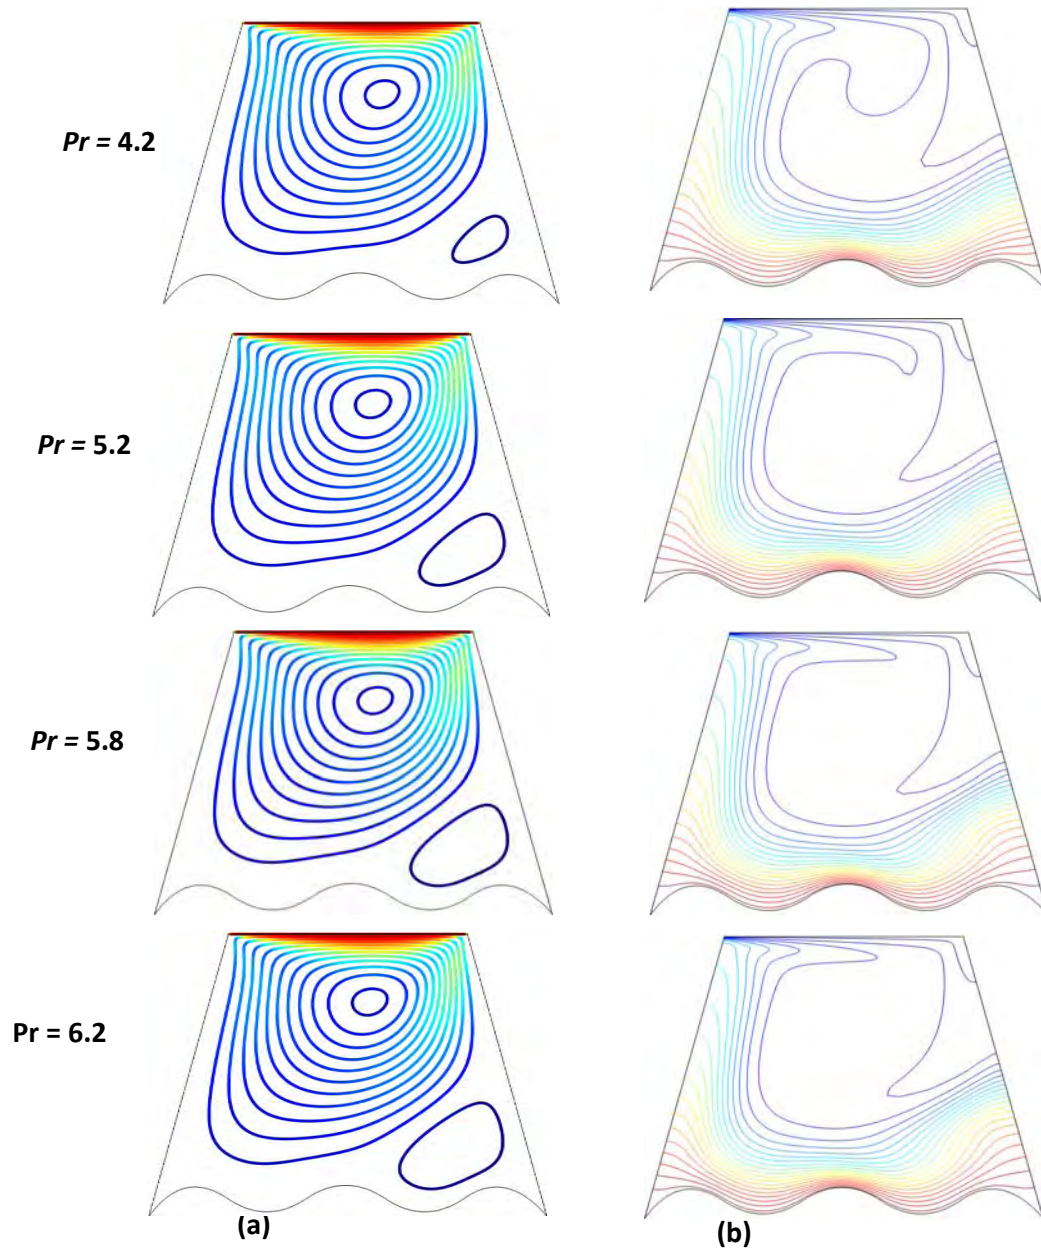 Pr = 4.2
Pr = 5.2
Pr = 5.8
Pr = 6.2
(a)
(b)